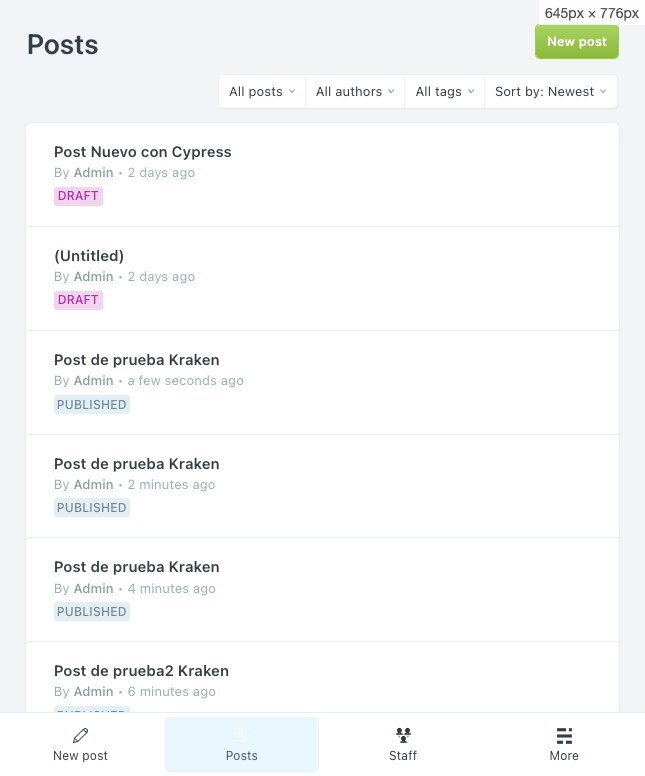 645px × 776px
Posts
New post
All posts
All authors
All tags
Sort by: Newest
Post Nuevo con Cypress
By Admin • 2 days ago
DRAFT
(Untitled)
By Admin • 2 days ago
DRAFT
Post de prueba Kraken
By Admin • a few seconds ago
PUBLISHED
Post de prueba Kraken
By Admin • 2 minutes ago
PUBLISHED
Post de prueba Kraken
By Admin • 4 minutes ago
PUBLISHED
Post de prueba2 Kraken
By Admin • 6 minutes ago
PUBLISHED
New post
Posts
Staff
More